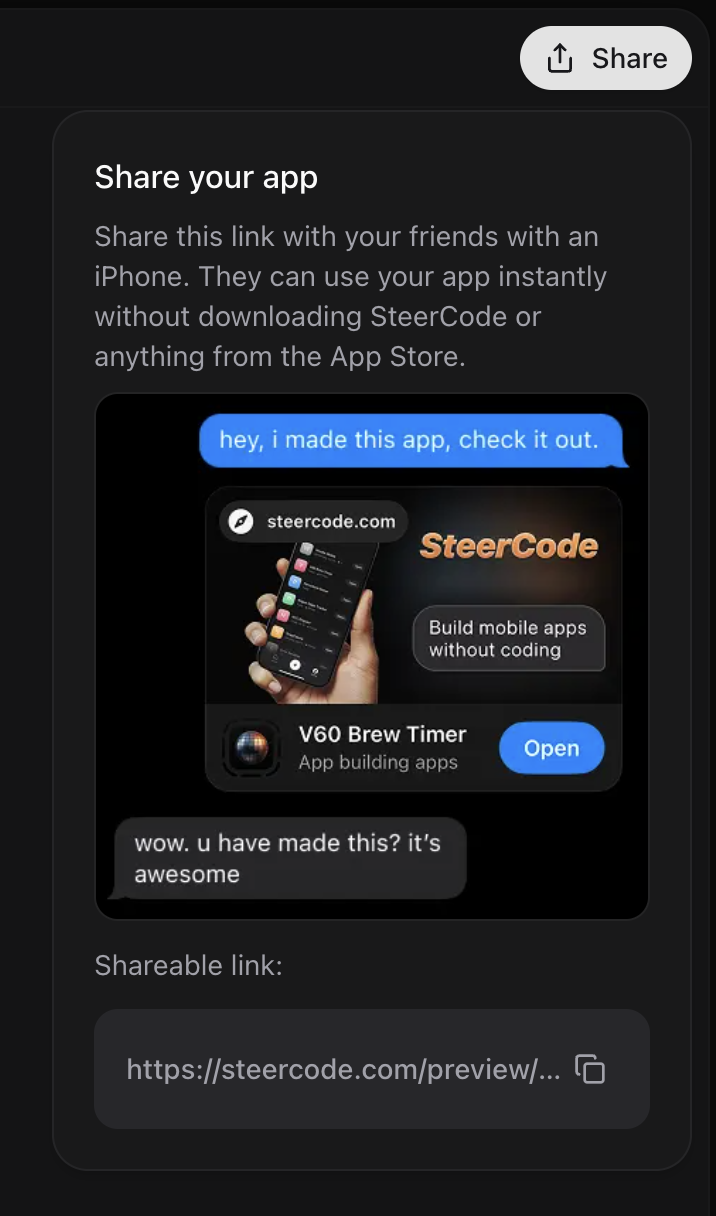 Share
Share your app
Share this link with your friends with an
iPhone. They can use your app instantly
without downloading SteerCode or
anything from the App Store.
hey, i made this app, check it out.
steercode.com
SteerCode
Build mobile apps
without coding
V60 Brew Timer
App building apps
Open
wow. u have made this? it’s
awesome
Shareable link:
https://steercode.com/preview/...